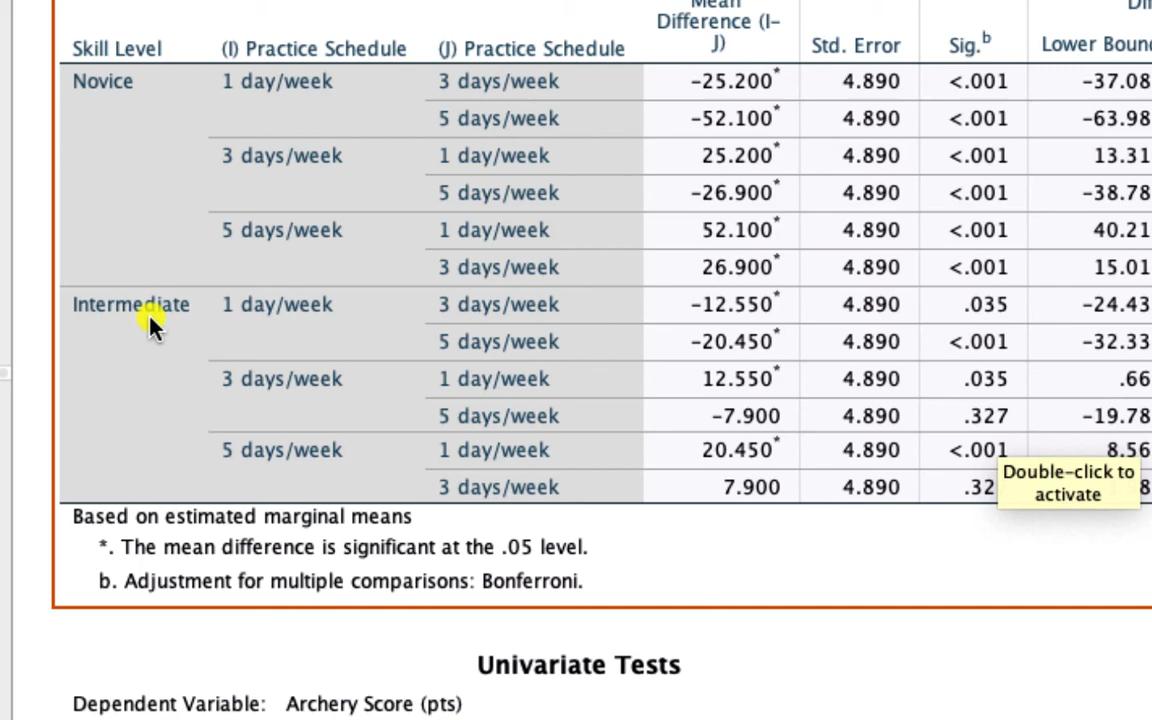 Mean
Difference (I-
J)
Skill Level (I) Practice Schedule (J) Practice Schedule Std. Error Sig.b Lower Bound
Novice 1 day/week 3 days/week -25.200* 4.890 <.001 -37.08
5 days/week -52.100* 4.890 <.001 -63.98
3 days/week 1 day/week 25.200* 4.890 <.001 13.31
5 days/week -26.900* 4.890 <.001 -38.78
5 days/week 1 day/week 52.100* 4.890 <.001 40.21
3 days/week 26.900* 4.890 <.001 15.01
Intermediate 1 day/week 3 days/week -12.550* 4.890 .035 -24.43
5 days/week -20.450* 4.890 <.001 -32.33
3 days/week 1 day/week 12.550* 4.890 .035 .66
5 days/week -7.900 4.890 .327 -19.78
5 days/week 1 day/week 20.450* 4.890 <.001 8.56
3 days/week 7.900 4.890 .32 8
Double-click to
activate
Based on estimated marginal means
*. The mean difference is significant at the .05 level.
b. Adjustment for multiple comparisons: Bonferroni.
Univariate Tests
Dependent Variable: Archery Score (pts)